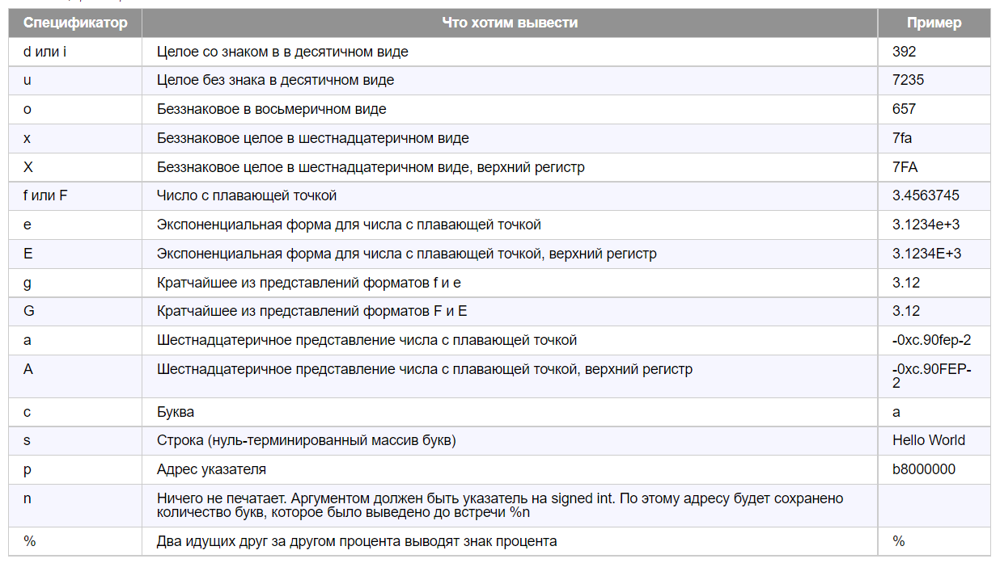 Спецификатор Что хотим вывести Пример
d или i Целое со знаком в в десятичном виде 392
u Целое без знака в десятичном виде 7235
o Беззнаковое в восьмеричном виде 657
x Беззнаковое целое в шестнадцатеричном виде 7fa
X Беззнаковое целое в шестнадцатеричном виде, верхний регистр 7FA
f или F Число с плавающей точкой 3.4563745
e Экспоненциальная форма для числа с плавающей точкой 3.1234e+3
E Экспоненциальная форма для числа с плавающей точкой, верхний регистр 3.1234E+3
g Кратчайшее из представлений форматов f и e 3.12
G Кратчайшее из представлений форматов F и E 3.12
a Шестнадцатеричное представление числа с плавающей точкой -0xc.90fep-2
A Шестнадцатеричное представление числа с плавающей точкой, верхний регистр -0xc.90FEP-
2
c Буква a
s Строка (нуль-терминированный массив букв) Hello World
p Адрес указателя b8000000
n Ничего не печатает. Аргументом должен быть указатель на signed int. По этому адресу будет сохранено
количество букв, которое было выведено до встречи %n
% Два идущих друг за другом процента выводят знак процента %